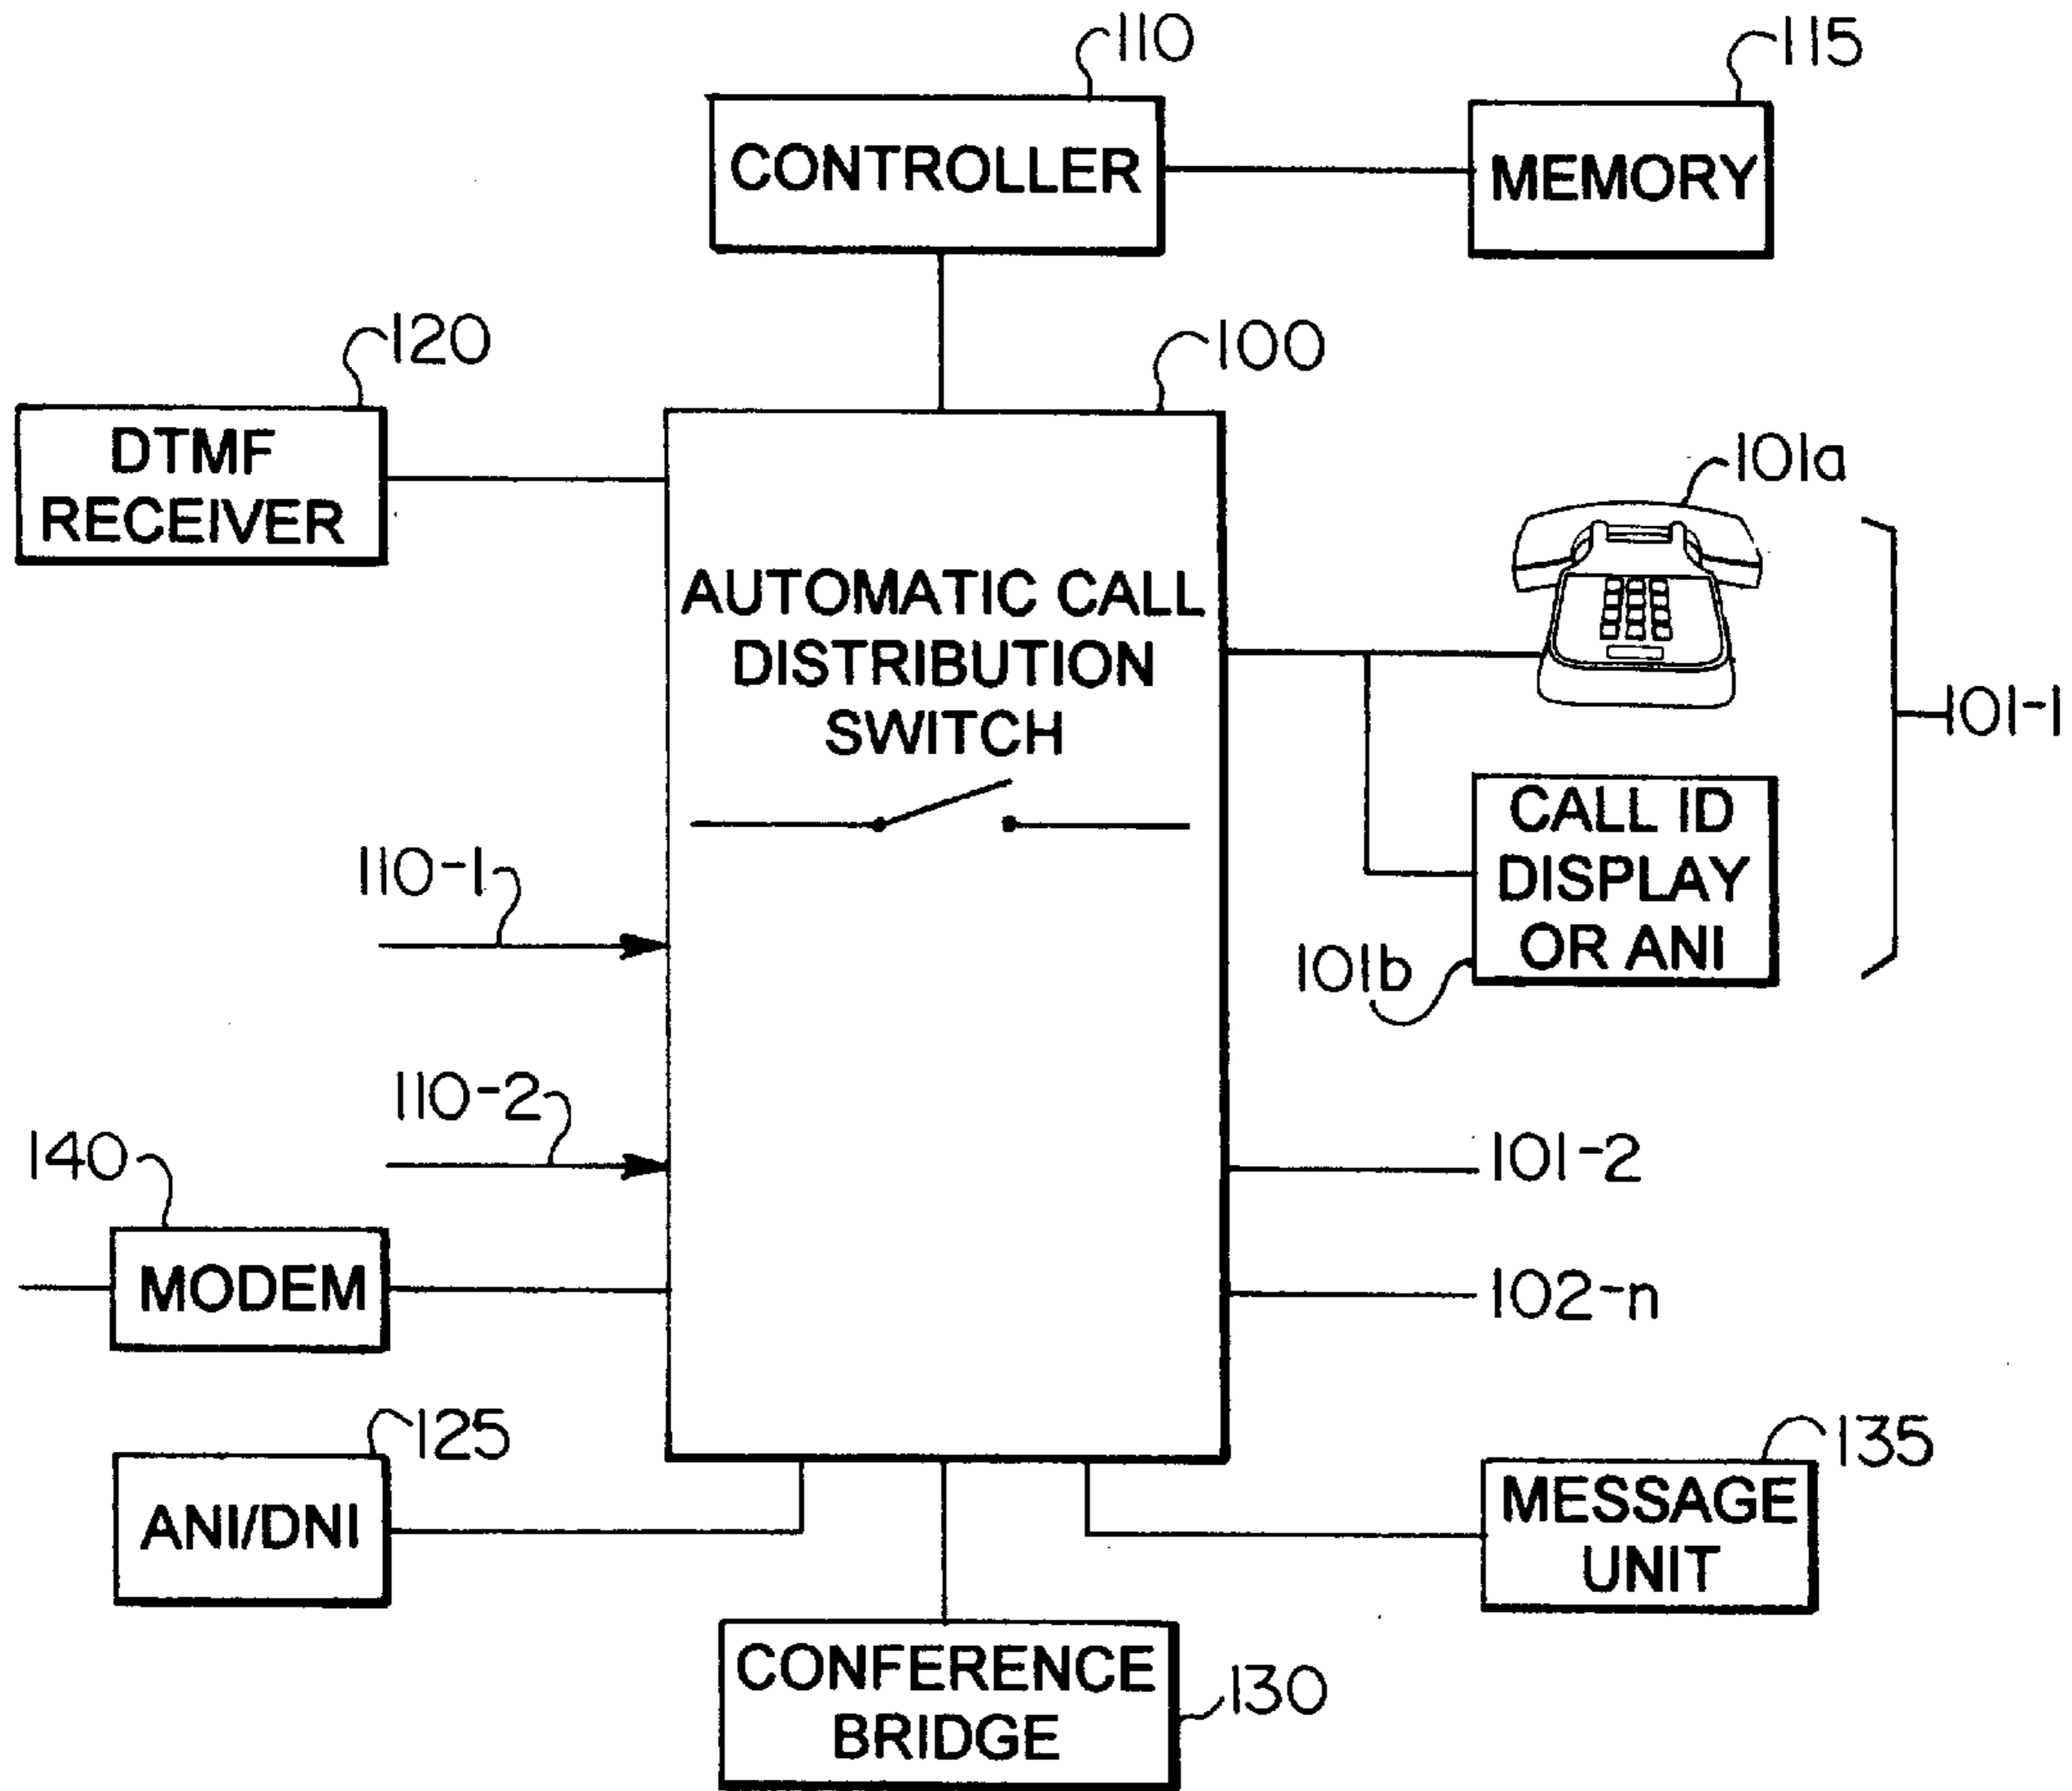 110
115
CONTROLLER
MEMORY
120
100
DTMF
RECEIVER
101a
AUTOMATIC CALL
DISTRIBUTION
SWITCH
101-1
CALL ID
DISPLAY
OR ANI
101b
110-1
110-2
140
MODEM
101-2
102-n
125
ANI/DNI
135
MESSAGE
UNIT
CONFERENCE
BRIDGE
130